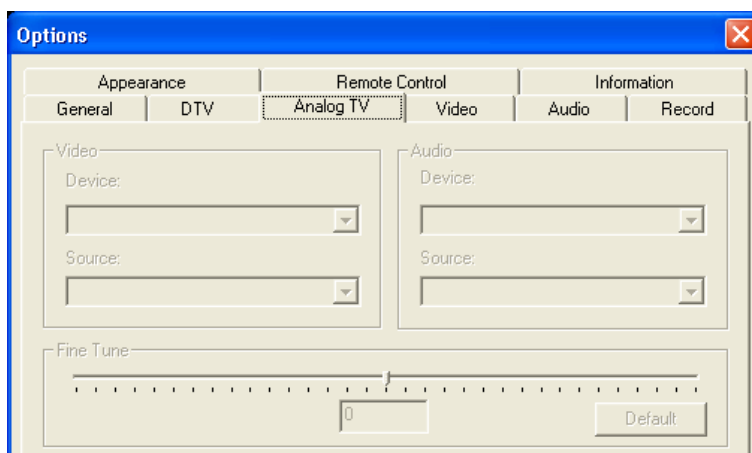 Options
Appearance Remote Control Information
General DTV Analog TV Video Audio Record
Video Audio
Device: Device:
Source: Source:
Fine Tune
0 Default